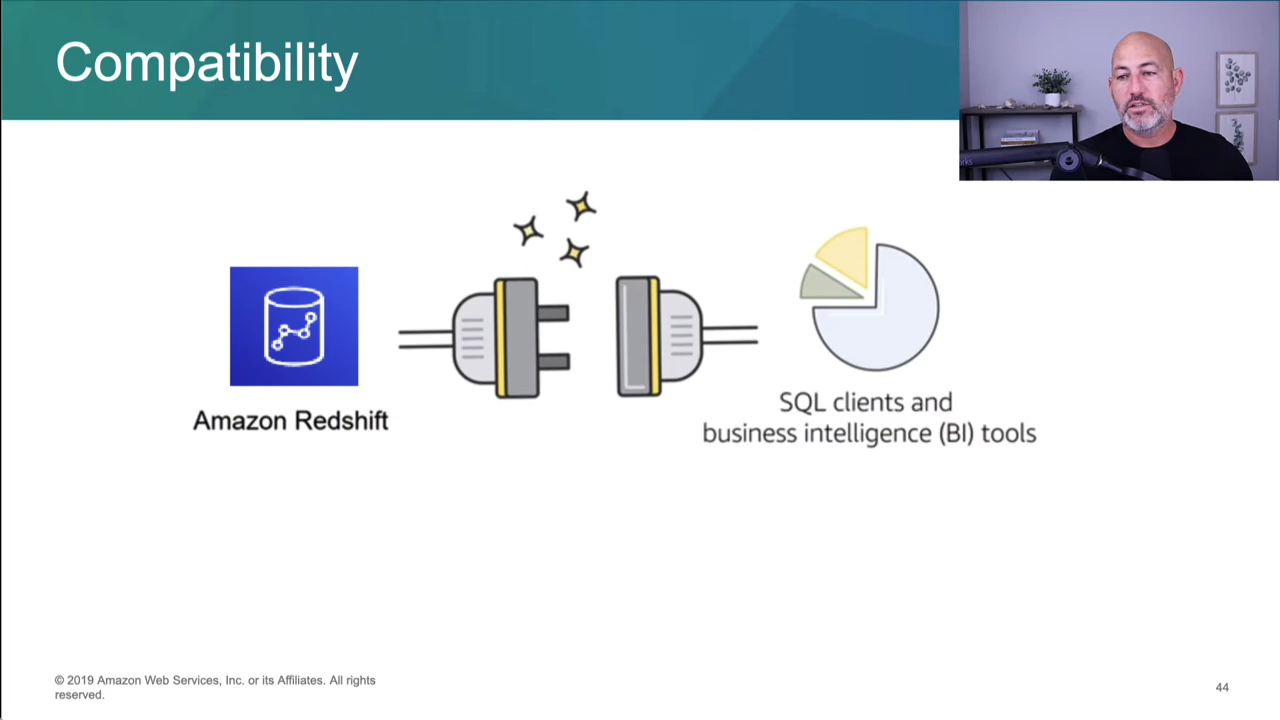 Compatibility
Amazon Redshift
SQL clients and
business intelligence (BI) tools
© 2019 Amazon Web Services, Inc. or its Affiliates. All rights
reserved.
44